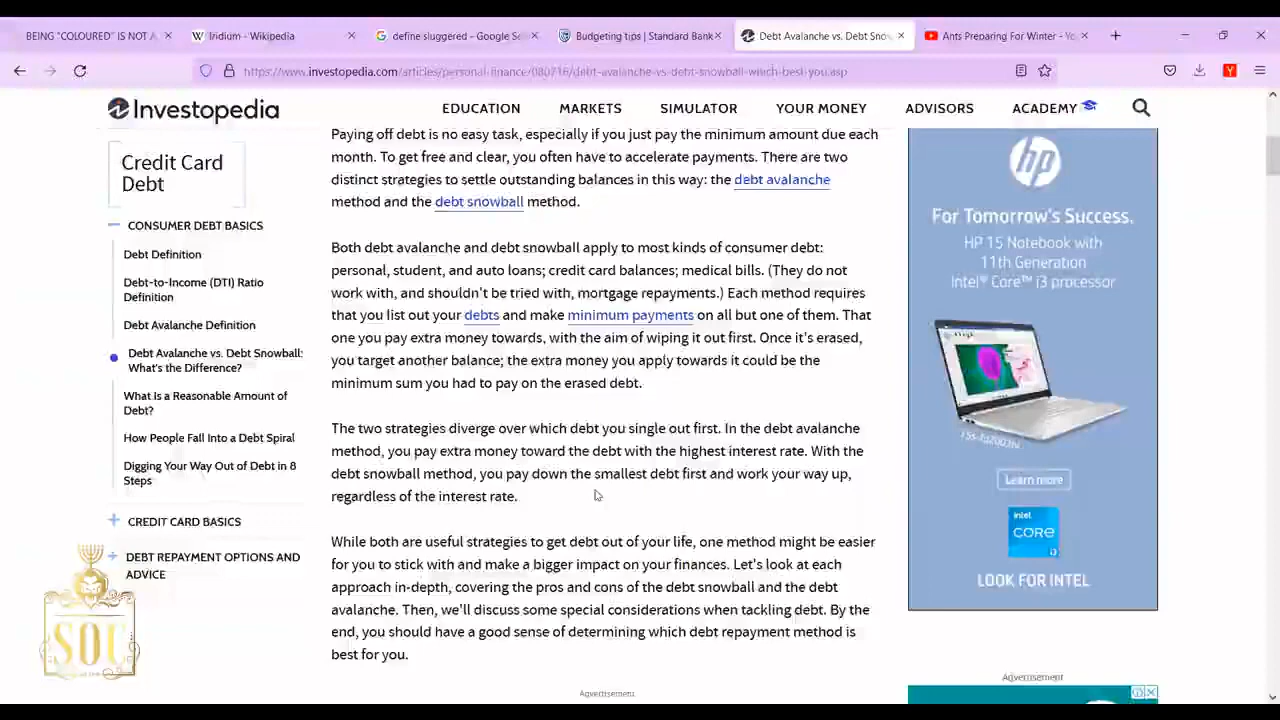 BEING "COLOURED" IS NOT A
Iridium - Wikipedia
define sluggered - Google Se
Budgeting tips | Standard Bank
Debt Avalanche vs. Debt Snow
Ants Preparing For Winter - Yo
https://www.investopedia.com/articles/personal-finance/080716/debt-avalanche-vs-debt-snowball-which-best-you.asp
Investopedia
EDUCATION
MARKETS
SIMULATOR
YOUR MONEY
ADVISORS
ACADEMY
Credit Card
Debt
CONSUMER DEBT BASICS
Debt Definition
Debt-to-Income (DTI) Ratio
Definition
Debt Avalanche Definition
Debt Avalanche vs. Debt Snowball:
What's the Difference?
What Is a Reasonable Amount of
Debt?
How People Fall Into a Debt Spiral
Digging Your Way Out of Debt in 8
Steps
CREDIT CARD BASICS
DEBT REPAYMENT OPTIONS AND
ADVICE
SOC
Paying off debt is no easy task, especially if you just pay the minimum amount due each
month. To get free and clear, you often have to accelerate payments. There are two
distinct strategies to settle outstanding balances in this way: the debt avalanche
method and the debt snowball method.
Both debt avalanche and debt snowball apply to most kinds of consumer debt:
personal, student, and auto loans; credit card balances; medical bills. (They do not
work with, and shouldn't be tried with, mortgage repayments.) Each method requires
that you list out your debts and make minimum payments on all but one of them. That
one you pay extra money towards, with the aim of wiping it out first. Once it's erased,
you target another balance; the extra money you apply towards it could be the
minimum sum you had to pay on the erased debt.
The two strategies diverge over which debt you single out first. In the debt avalanche
method, you pay extra money toward the debt with the highest interest rate. With the
debt snowball method, you pay down the smallest debt first and work your way up,
regardless of the interest rate.
While both are useful strategies to get debt out of your life, one method might be easier
for you to stick with and make a bigger impact on your finances. Let's look at each
approach in-depth, covering the pros and cons of the debt snowball and the debt
avalanche. Then, we'll discuss some special considerations when tackling debt. By the
end, you should have a good sense of determining which debt repayment method is
best for you.
Advertisement
hp
For Tomorrow's Success.
HP 15 Notebook with
11th Generation
Intel® Core™ i3 processor
Learn more
intel
CORE
i3
LOOK FOR INTEL
Advertisement